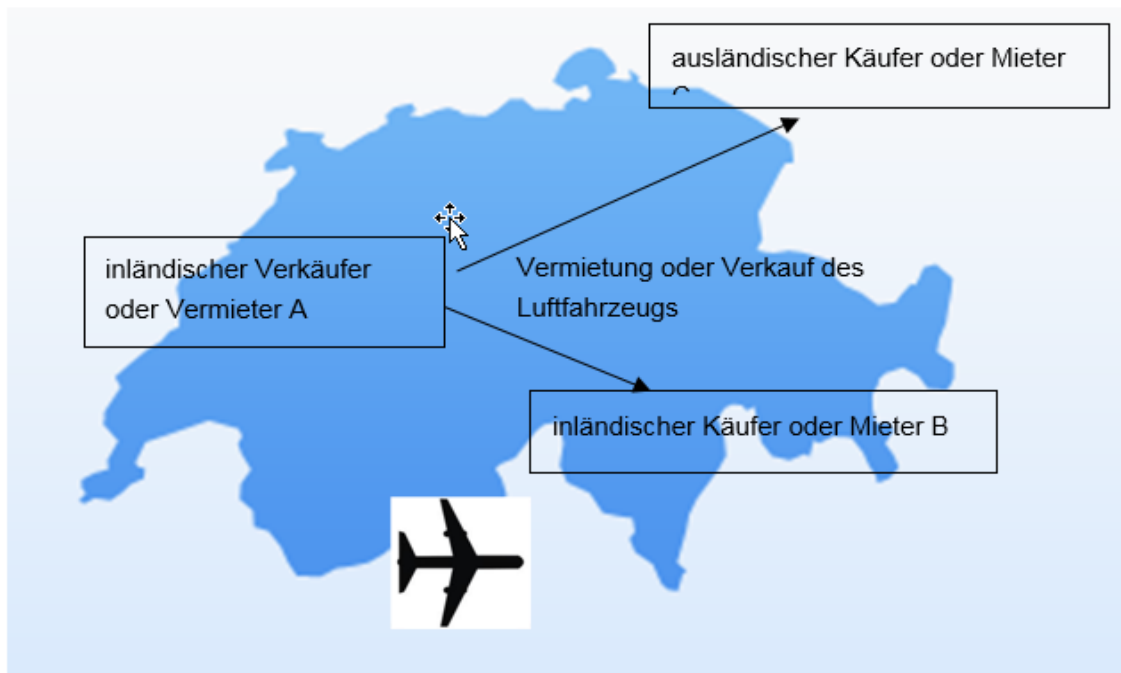 ausländischer Käufer oder Mieter
inländischer Verkäufer
oder Vermieter A
Vermietung oder Verkauf des
Luftfahrzeugs
inländischer Käufer oder Mieter B